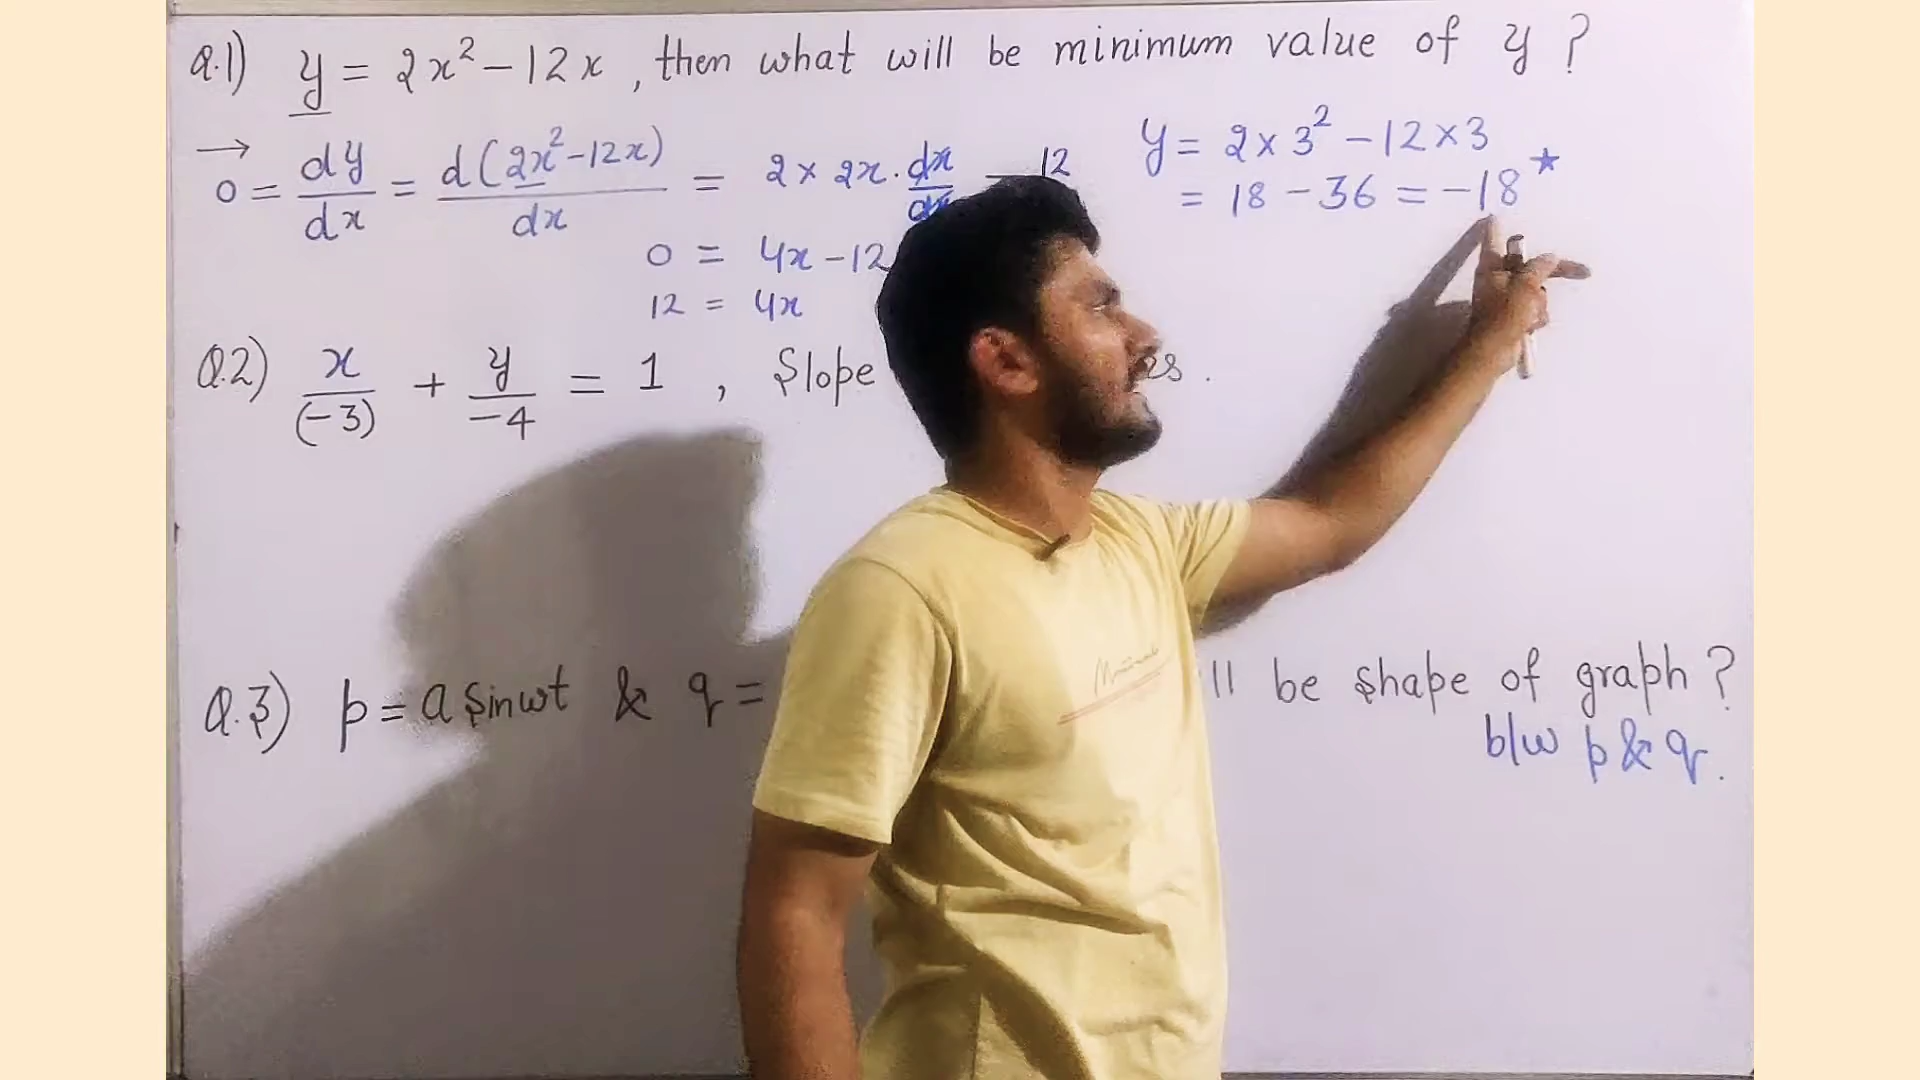 Q.1) y = 2x² - 12x , then what will be minimum value of y ?
→ 0 = dy/dx = d(2x² - 12x)/dx = 2 × 2x . dx/dx - 12
0 = 4x - 12
12 = 4x
y = 2 × 3² - 12 × 3
= 18 - 36 = -18 ★
Q.2) x/(-3) + y/-4 = 1 , Slope
Q.3) p = a sinwt & q = be shape of graph ?
b/w p & q .